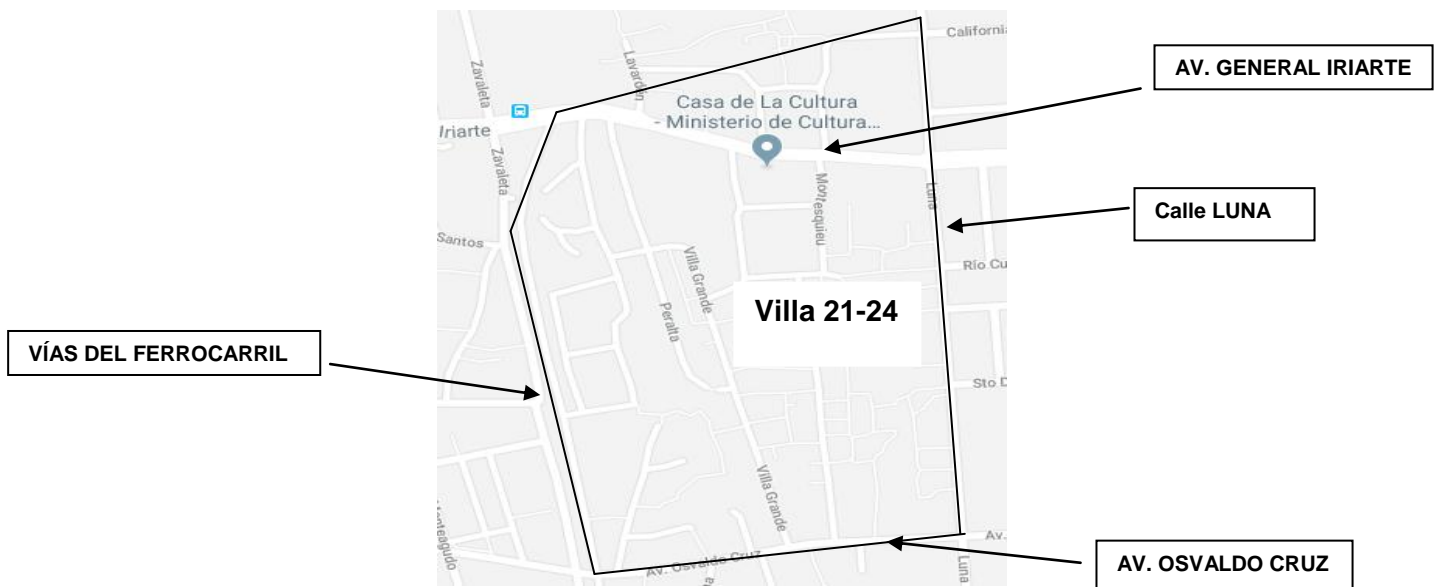 California
Lavardén
AV. GENERAL IRIARTE
Zavaleta
Casa de La Cultura
- Ministerio de Cultura...
Iriarte
Zavaleta
Montesquieu
Luna
Calle LUNA
Santos
Villa Grande
Río Cu
Villa 21-24
Peralta
VÍAS DEL FERROCARRIL
Sto D
Villa Grande
Monteagudo
Av.
Av. Osvaldo Cruz
Luna
AV. OSVALDO CRUZ